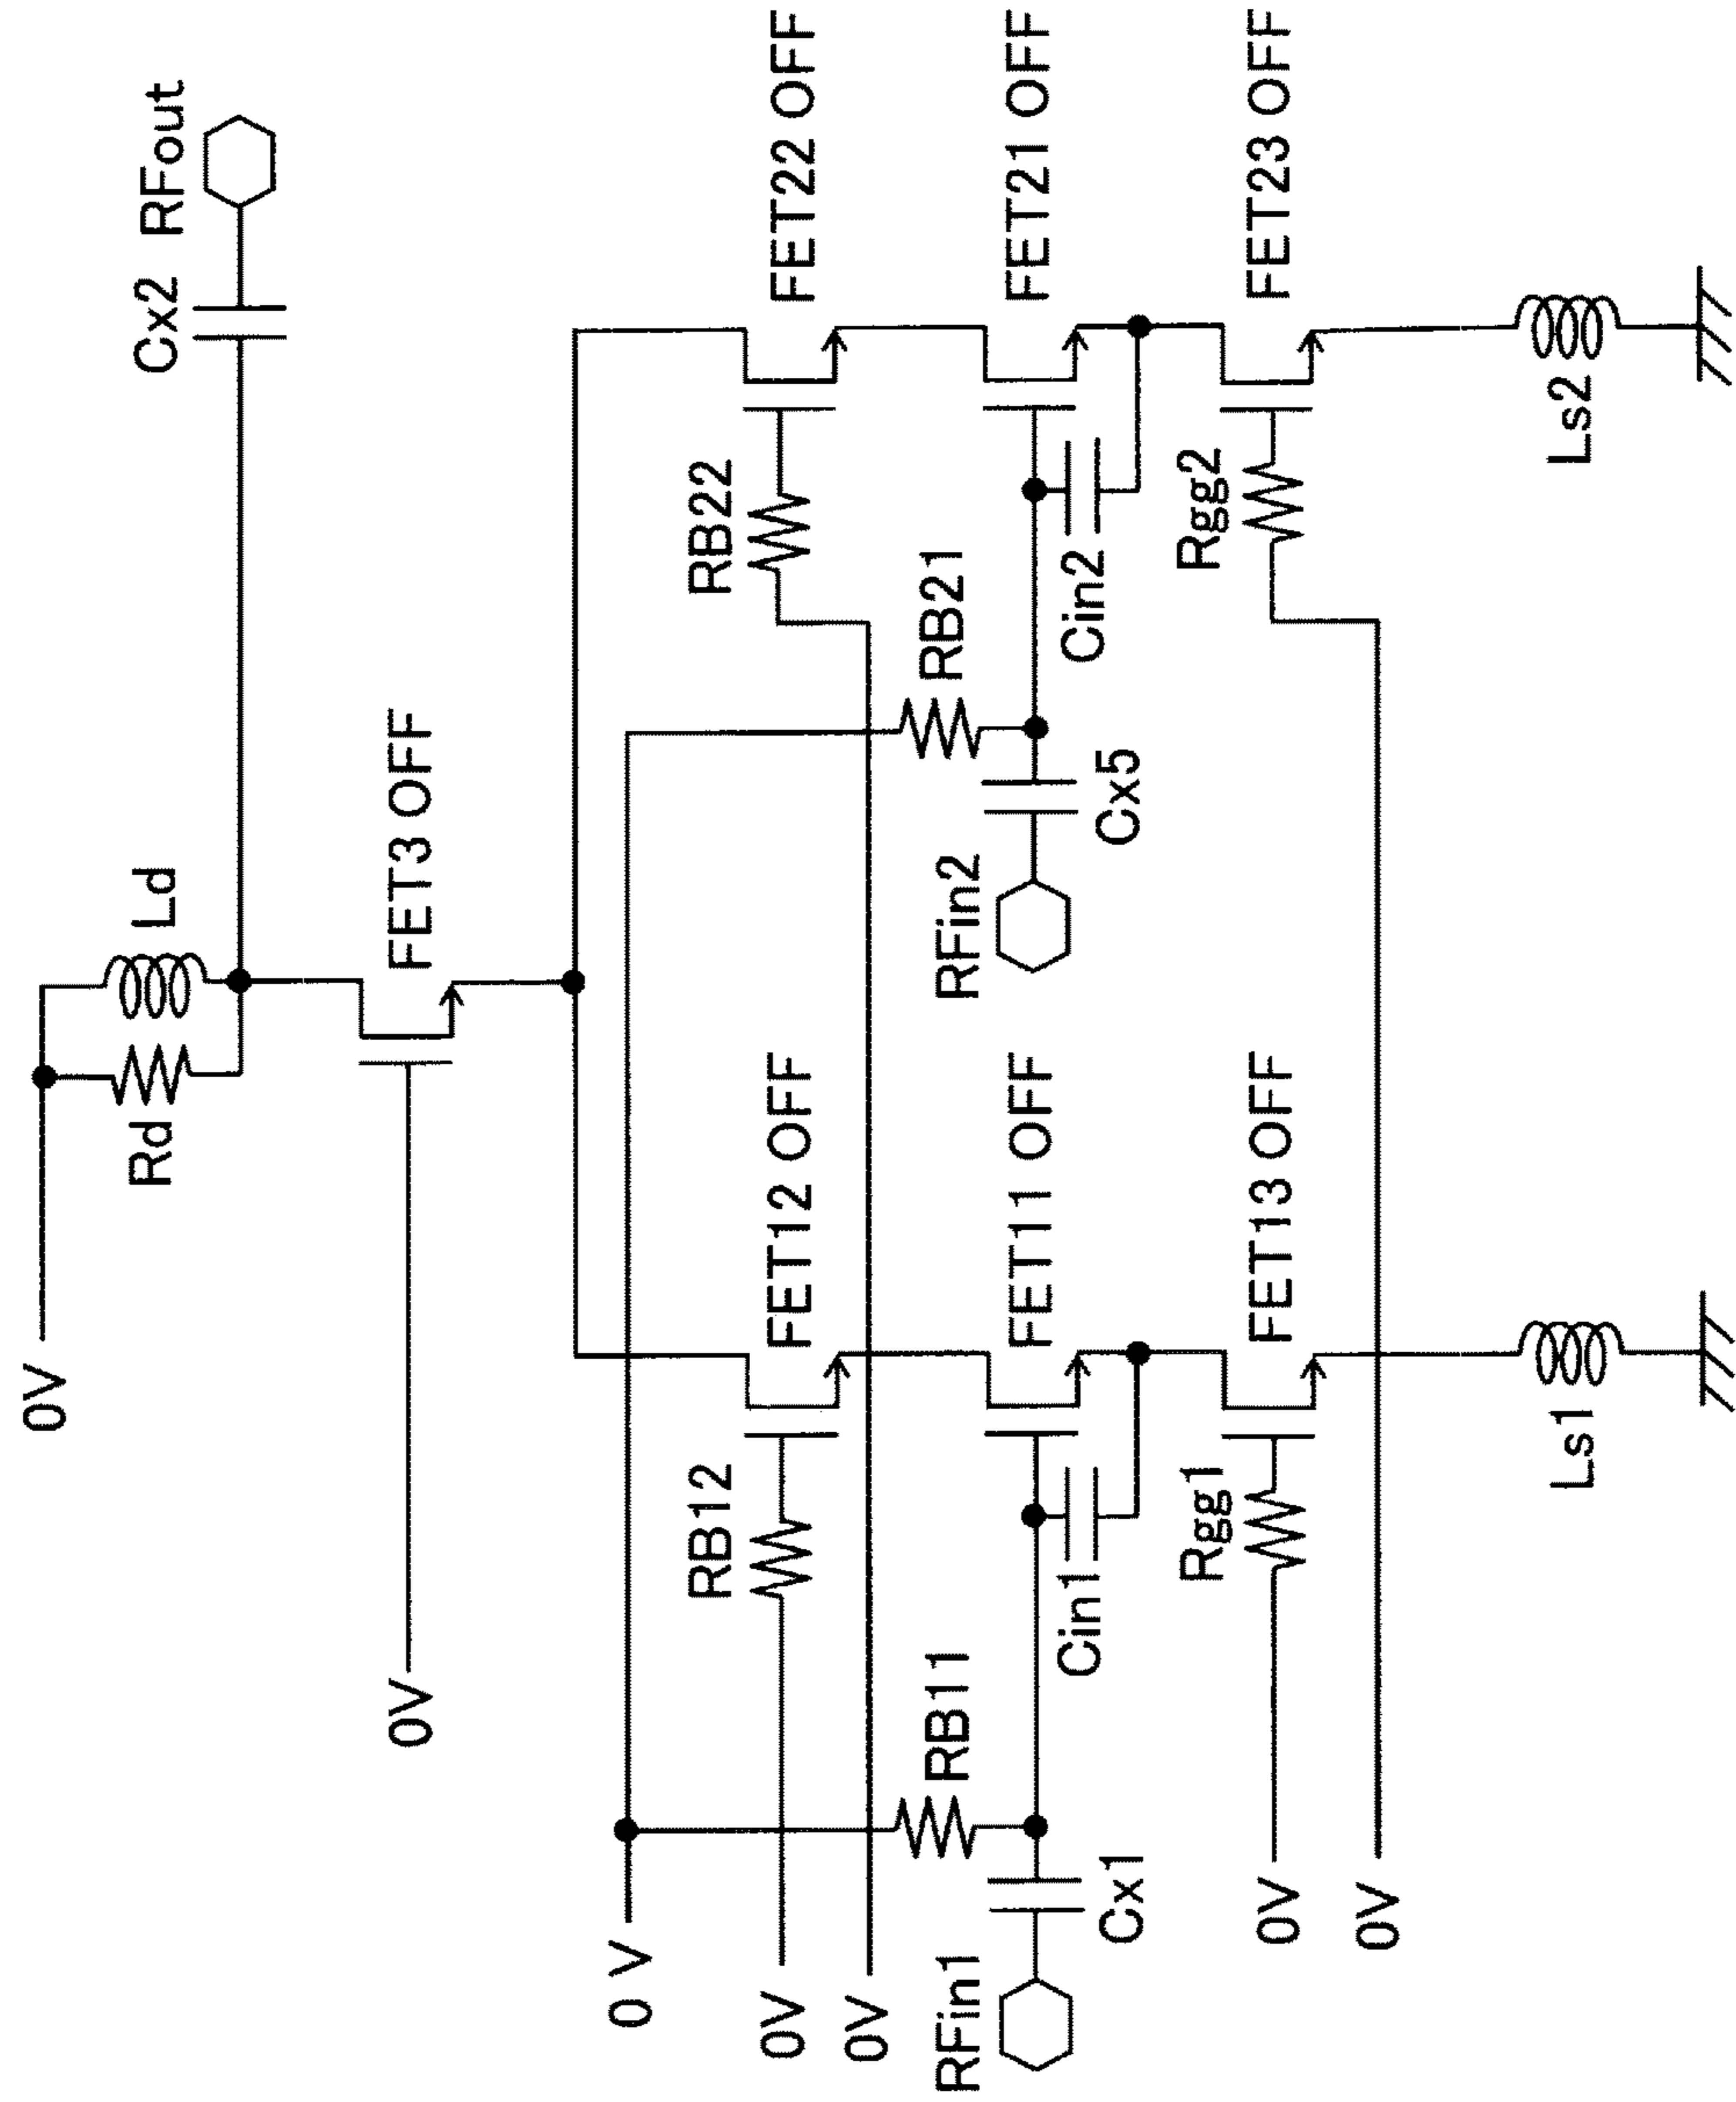 0V
Rd
Ld
Cx2
RFout
0V
FET3 OFF
0 V
RB12
FET12 OFF
RB22
FET22 OFF
0V
0V
RB11
RB21
RFin1
FET11 OFF
RFin2
FET21 OFF
Cx1
Cin1
Cx5
Cin2
Rgg1
FET13 OFF
Rgg2
FET23 OFF
0V
0V
Ls1
Ls2